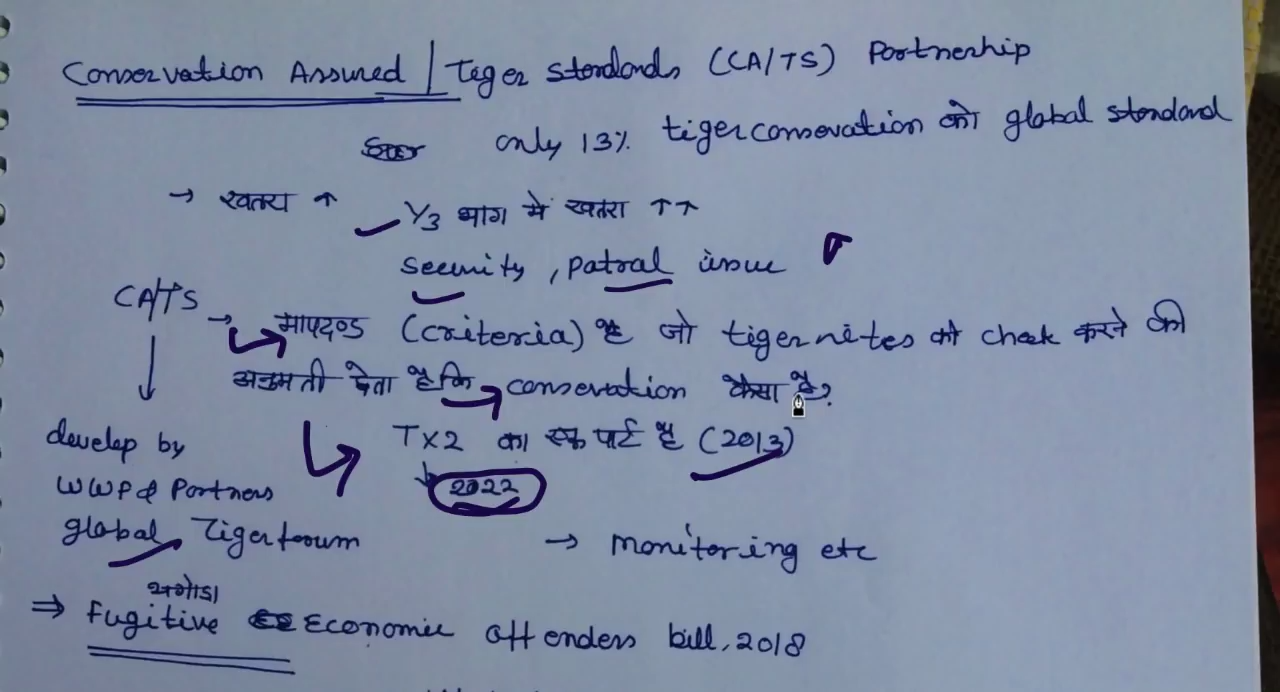 Conservation Assured | Tiger Standards (CA/TS) Partnership
only 13% tiger conservation को global standard
→ खतरा ↑ 1/3 भाग मे खतरा ↑↑
security, patral issue
CA/TS → मापदण्ड (criteria) है जो tiger sites को check करने की
अनुमती देता है कि conservation कैसा है?
↓
TX2 का एक पार्ट है (2013)
develop by
↓ 2022
WWF & Partners
global Tiger forum
→ monitoring etc
भगोडा
⇒ Fugitive Economic offenders bill, 2018